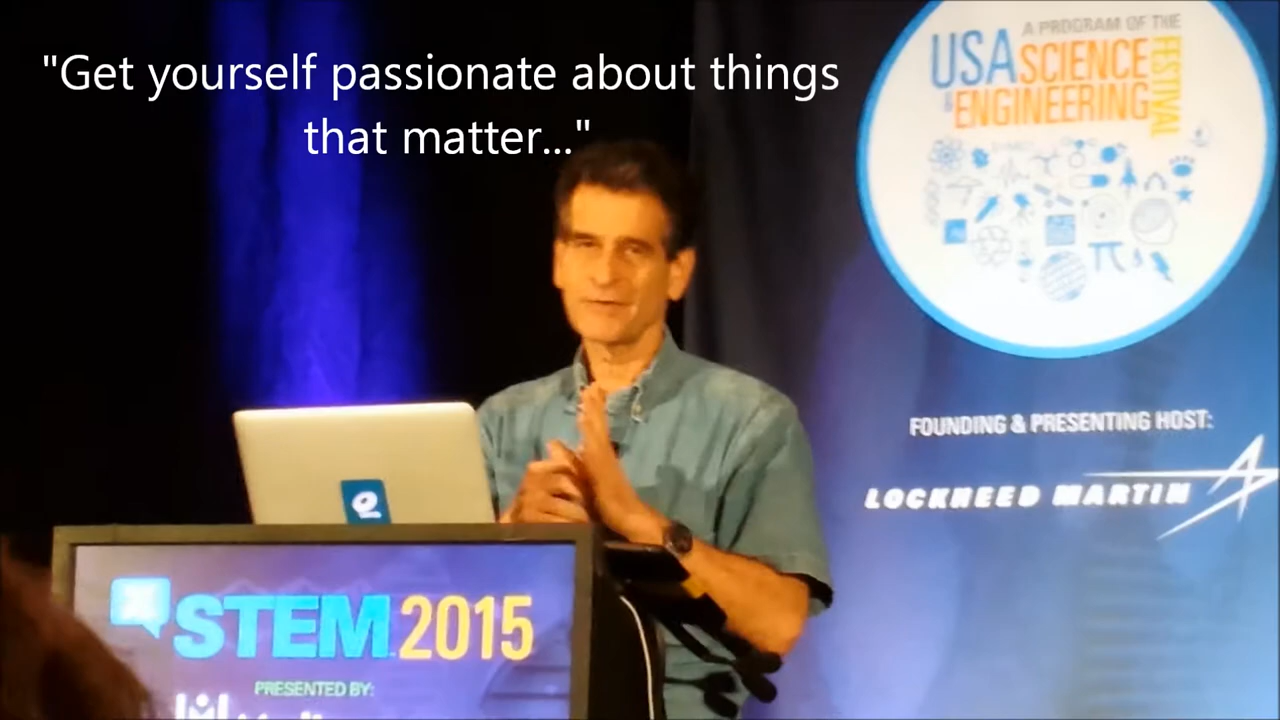 "Get yourself passionate about things
that matter..."
A PROGRAM OF THE
USA SCIENCE
& ENGINEERING
FESTIVAL
FOUNDING & PRESENTING HOST:
LOCKHEED MARTIN
XSTEM 2015
PRESENTED BY: